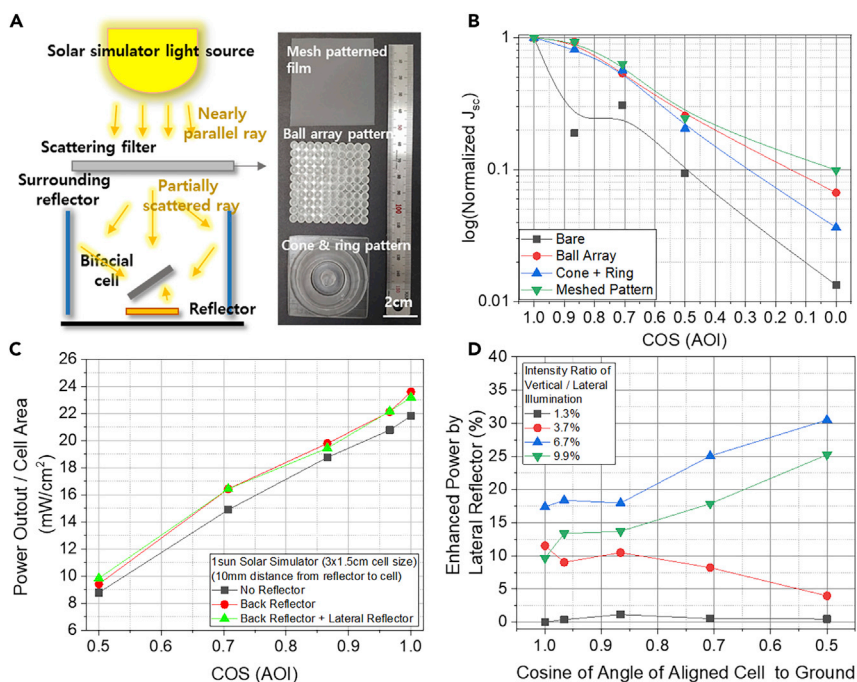 A
Solar simulator light source
Nearly
parallel ray
Scattering filter
Surrounding
reflector
Partially
scattered ray
Bifacial
cell
Reflector
Mesh patterned
film
Ball array pattern
Cone & ring pattern
2cm
B
log(Normalized Jsc)
1
0.1
0.01
Bare
Ball Array
Cone + Ring
Meshed Pattern
1.0 0.9 0.8 0.7 0.6 0.5 0.4 0.3 0.2 0.1 0.0
COS (AOI)
C
Power Outout / Cell Area
(mW/cm²)
26
24
22
20
18
16
14
12
10
8
6
1sun Solar Simulator (3x1.5cm cell size)
(10mm distance from reflector to cell)
No Reflector
Back Reflector
Back Reflector + Lateral Reflector
0.5 0.6 0.7 0.8 0.9 1.0
COS (AOI)
D
Enhanced Power by
Lateral Reflector (%)
40
35
30
25
20
15
10
5
0
Intensity Ratio of
Vertical / Lateral
Illumination
1.3%
3.7%
6.7%
9.9%
1.0 0.9 0.8 0.7 0.6 0.5
Cosine of Angle of Aligned Cell to Ground